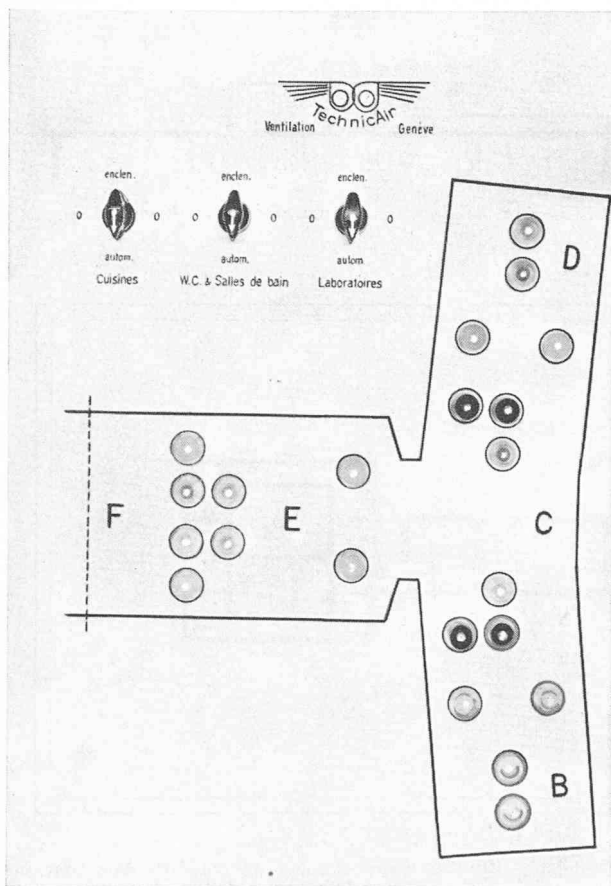 TechnicAir
Ventilation Genève
enclen. enclen. enclen.
0 0 0 0 0 0
autom. autom. autom.
Cuisines W.C. & Salles de bain Laboratoires
D
F E C
B